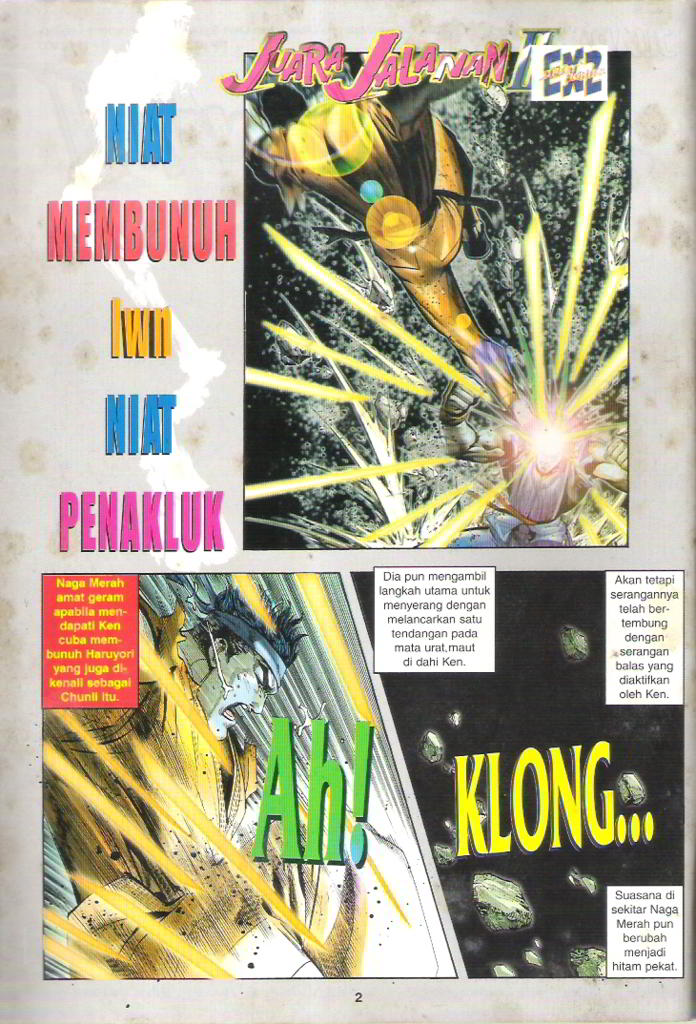 JUARA JALANAN II
EX2
NIAT
MEMBUNUH
lwn
NIAT
PENAKLUK
Naga Merah
amat geram
apabila men-
dapati Ken
cuba mem-
bunuh Haruyori
yang juga di-
kenali sebagai
Chunli itu.
Ah!
Dia pun mengambil
langkah utama untuk
menyerang dengan
melancarkan satu
tendangan pada
mata urat,maut
di dahi Ken.
Akan tetapi
serangannya
telah ber-
tembung
dengan
serangan
balas yang
diaktifkan
oleh Ken.
KLONG...
Suasana di
sekitar Naga
Merah pun
berubah
menjadi
hitam pekat.
2